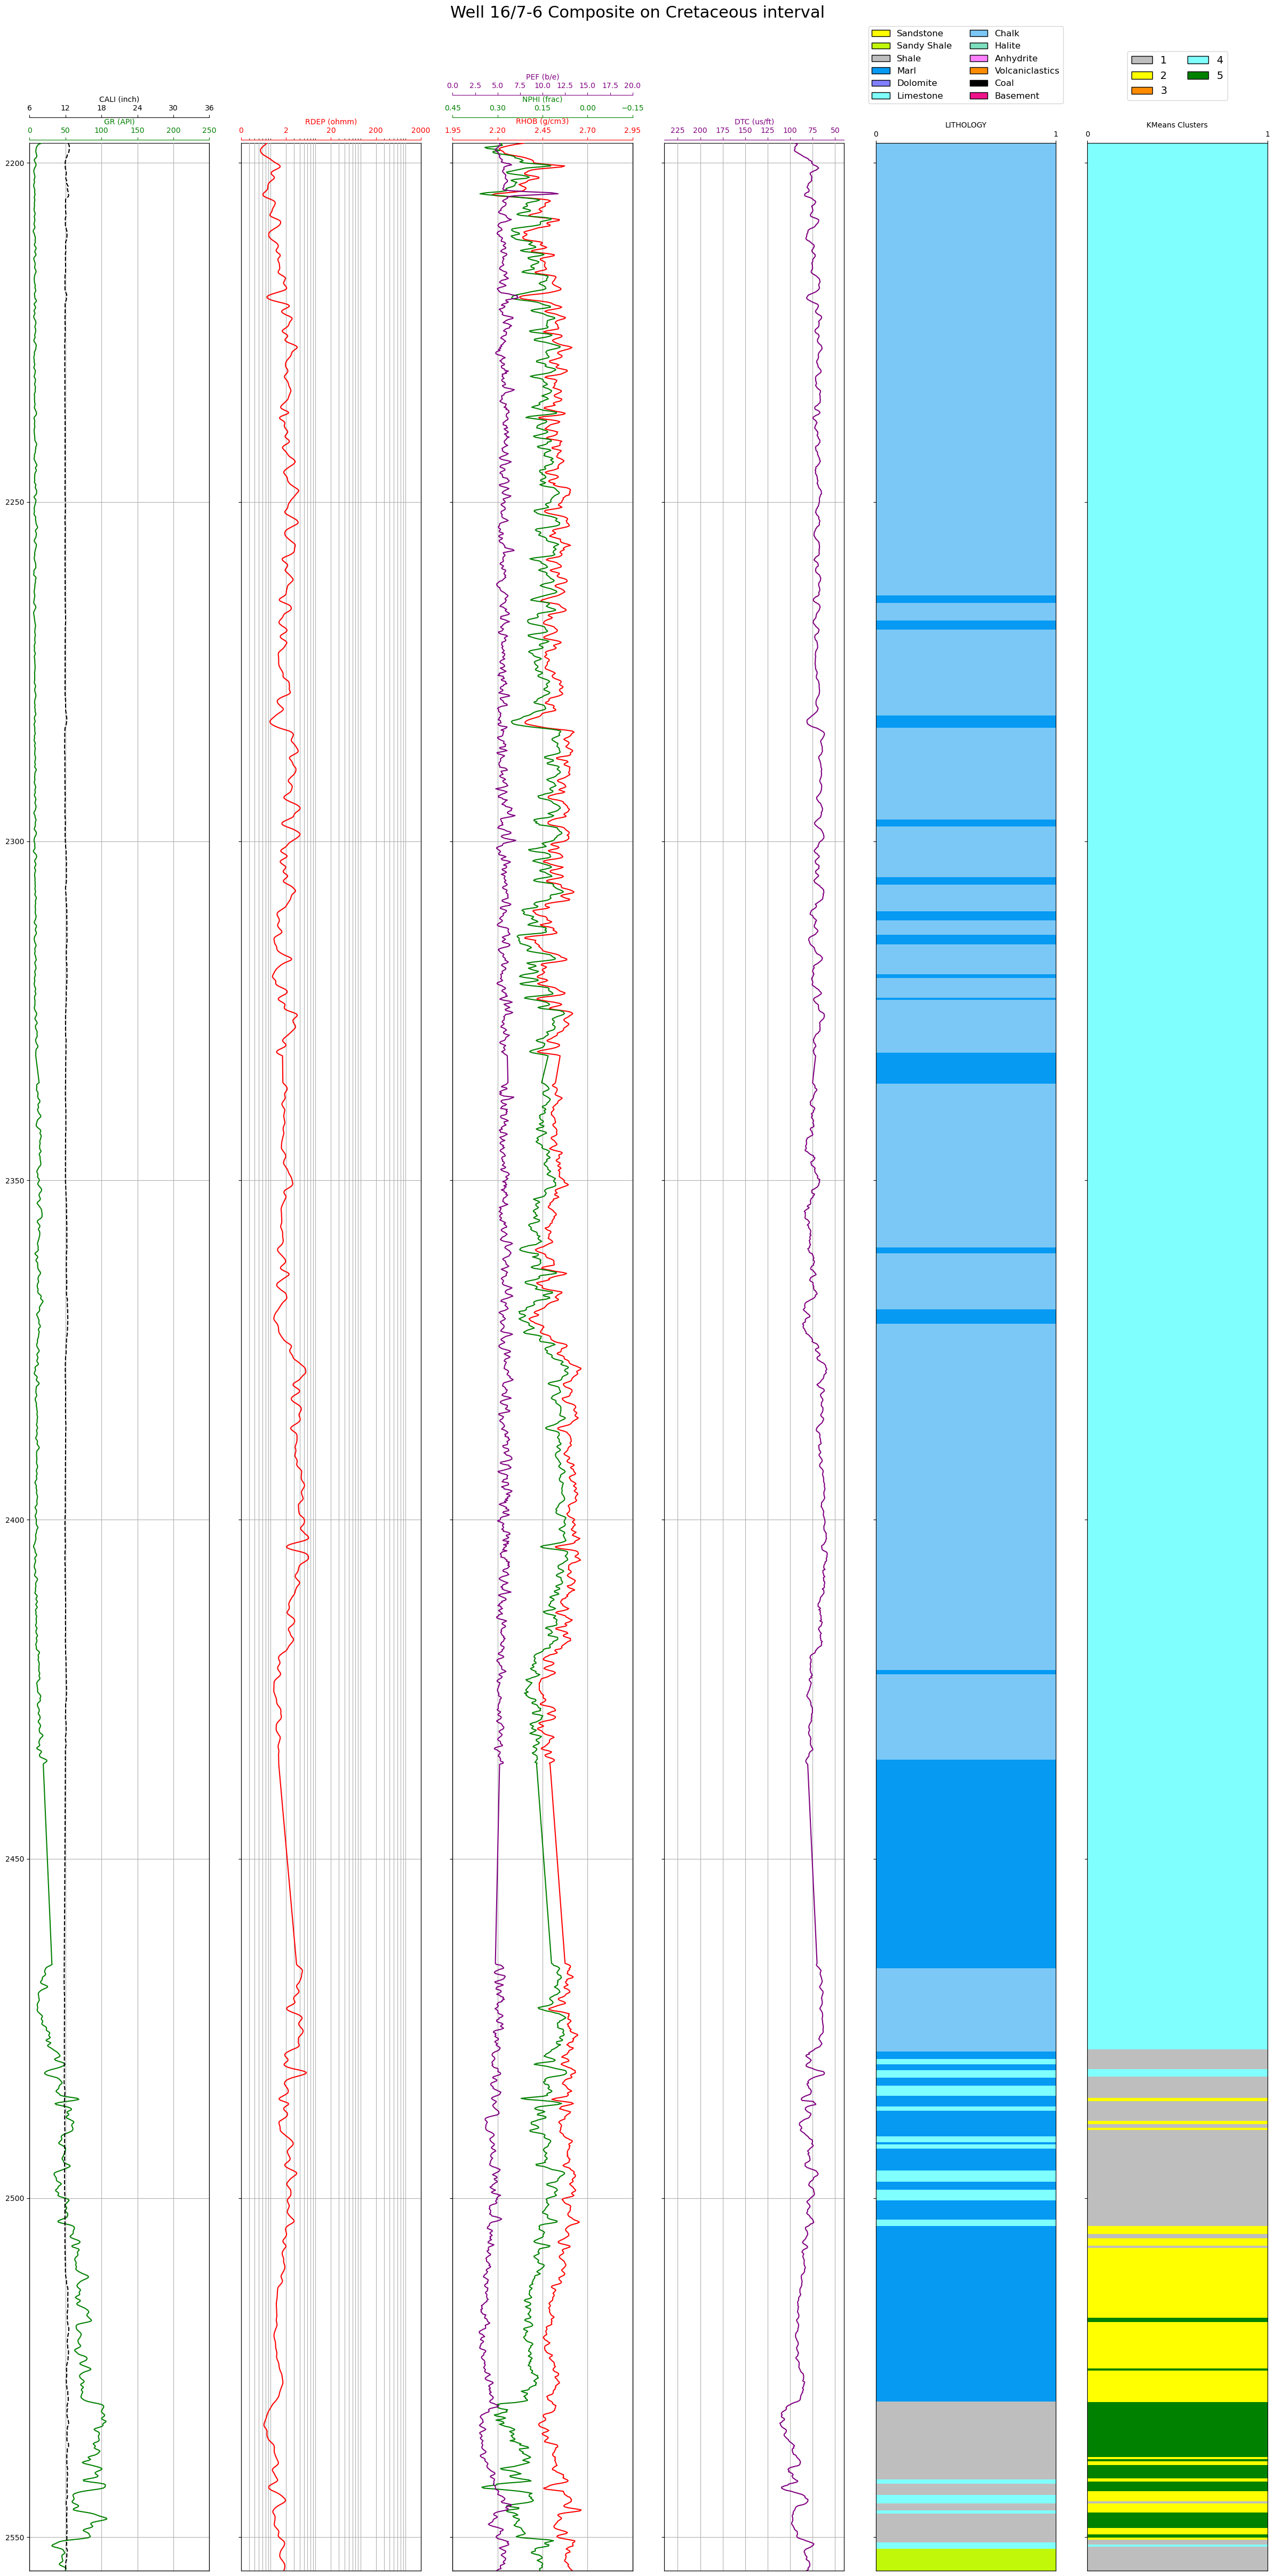 Well 16/7-6 Composite on Cretaceous interval
Sandstone Chalk
Sandy Shale Halite
Shale Anhydrite
Marl Volcaniclastics
Dolomite Coal
Limestone Basement
1 4
2 5
3
PEF (b/e)
0.0 2.5 5.0 7.5 10.0 12.5 15.0 17.5 20.0
CALI (inch)
6 12 18 24 30 36
NPHI (frac)
0.45 0.30 0.15 0.00 −0.15
GR (API)
0 50 100 150 200 250
RDEP (ohmm)
0 2 20 200 2000
RHOB (g/cm3)
1.95 2.20 2.45 2.70 2.95
DTC (us/ft)
225 200 175 150 125 100 75 50
LITHOLOGY
0 1
KMeans Clusters
0 1
2200
2250
2300
2350
2400
2450
2500
2550